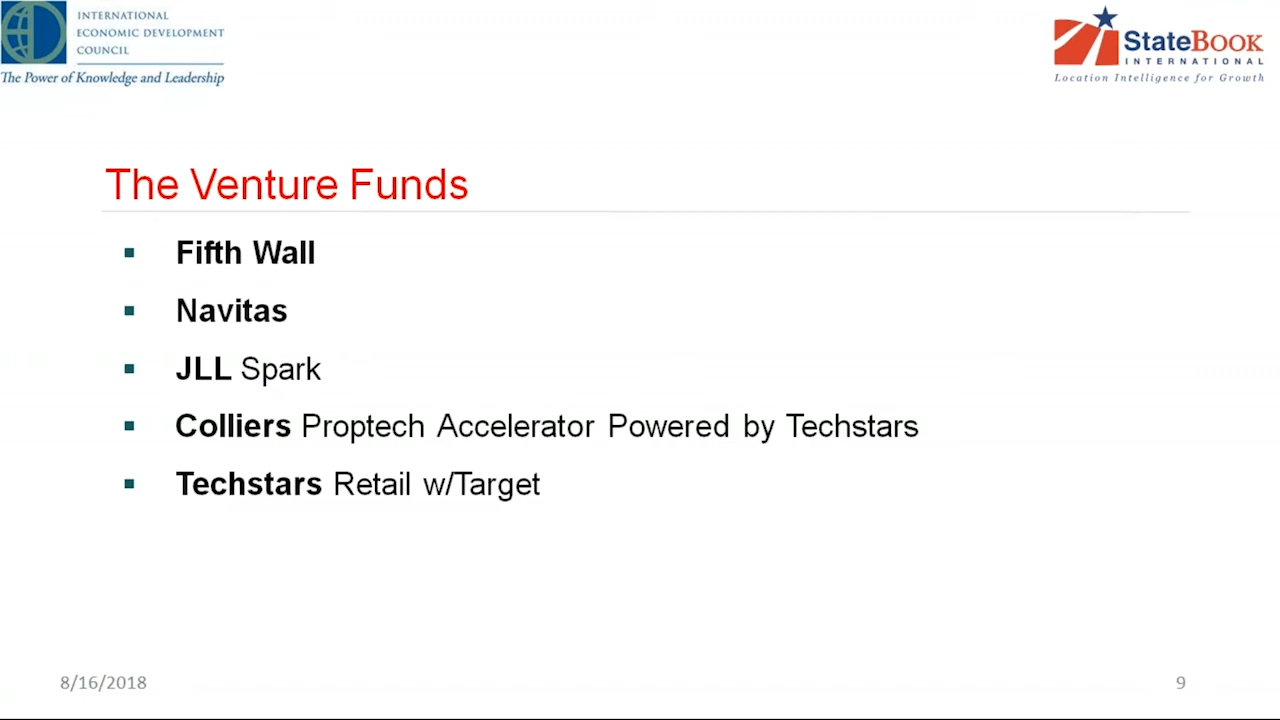 INTERNATIONAL
ECONOMIC DEVELOPMENT
COUNCIL
The Power of Knowledge and Leadership
StateBook
INTERNATIONAL
Location Intelligence for Growth
The Venture Funds
Fifth Wall
Navitas
JLL Spark
Colliers Proptech Accelerator Powered by Techstars
Techstars Retail w/Target
8/16/2018
9